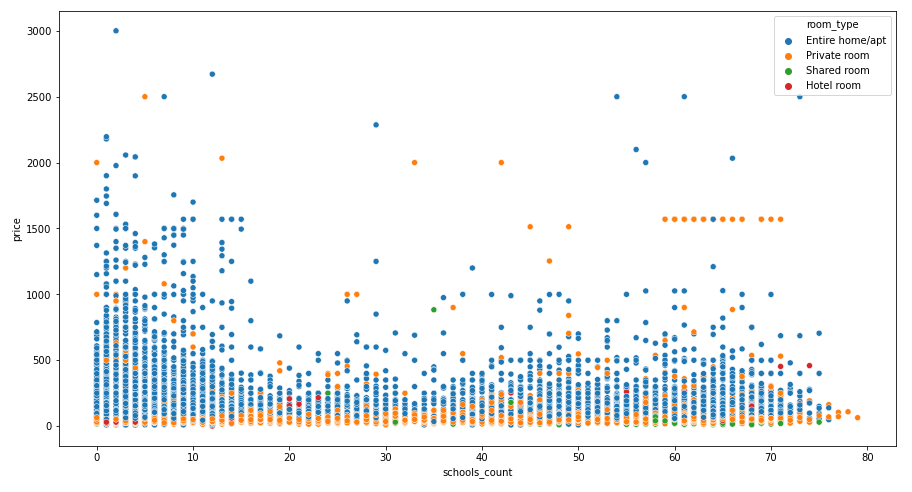 room_type
Entire home/apt
Private room
Shared room
Hotel room
price
3000
2500
2000
1500
1000
500
0
0 10 20 30 40 50 60 70 80
schools_count